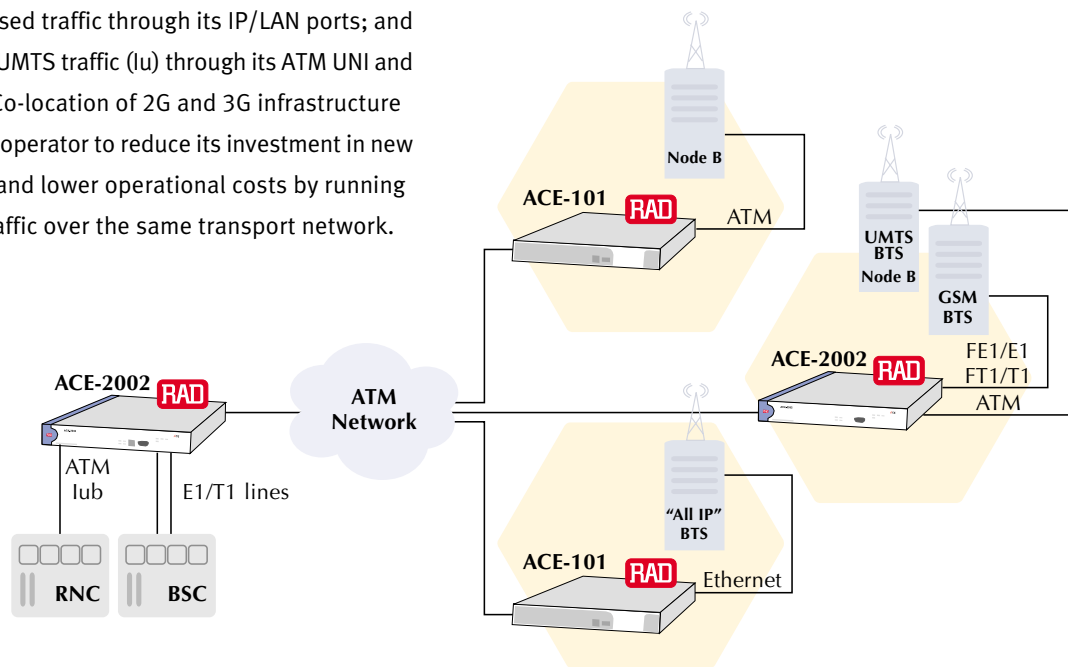 sed traffic through its IP/LAN ports; and
UMTS traffic (Iu) through its ATM UNI and
Co-location of 2G and 3G infrastructure
operator to reduce its investment in new
and lower operational costs by running
affic over the same transport network.
Node B
ACE-101
RAD
ATM
UMTS
BTS
Node B
GSM
BTS
ACE-2002
RAD
FE1/E1
FT1/T1
ATM
ACE-2002
RAD
ATM
Network
ATM
Iub
E1/T1 lines
RNC
BSC
"All IP"
BTS
ACE-101
RAD
Ethernet